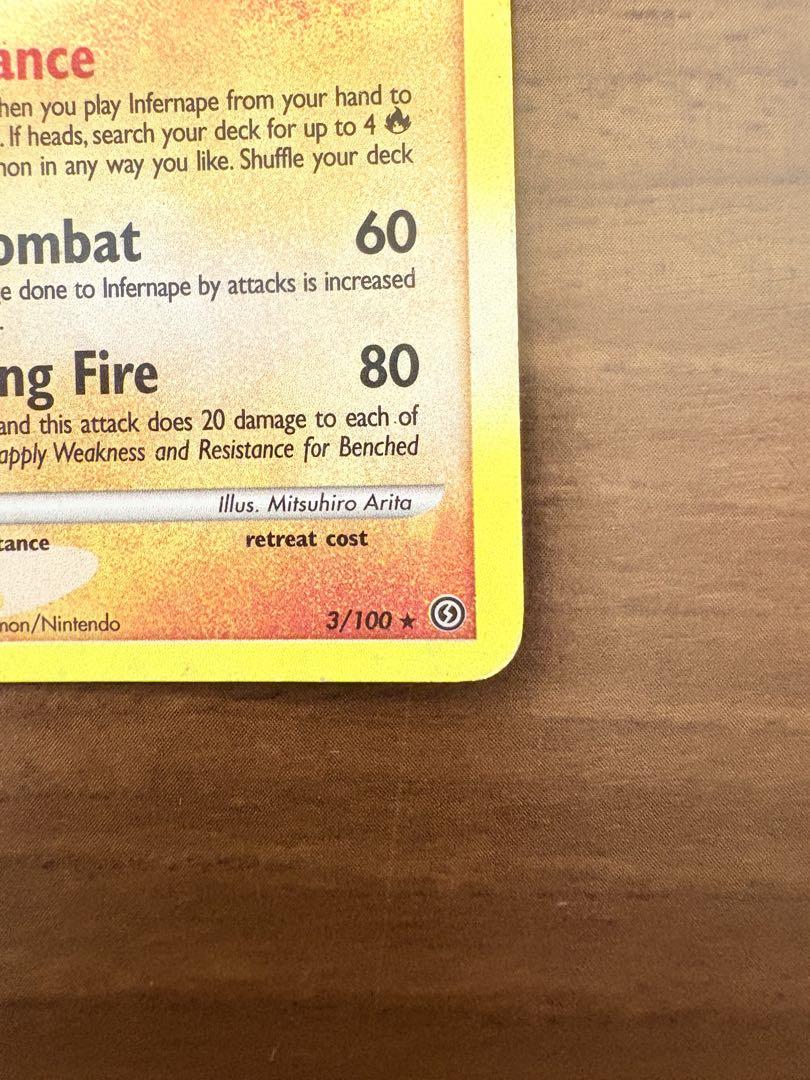 ance
hen you play Infernape from your hand to
. If heads, search your deck for up to 4
non in any way you like. Shuffle your deck
ombat 60
e done to Infernape by attacks is increased
.
ng Fire 80
and this attack does 20 damage to each of
apply Weakness and Resistance for Benched
Illus. Mitsuhiro Arita
tance retreat cost
mon/Nintendo 3/100 ★